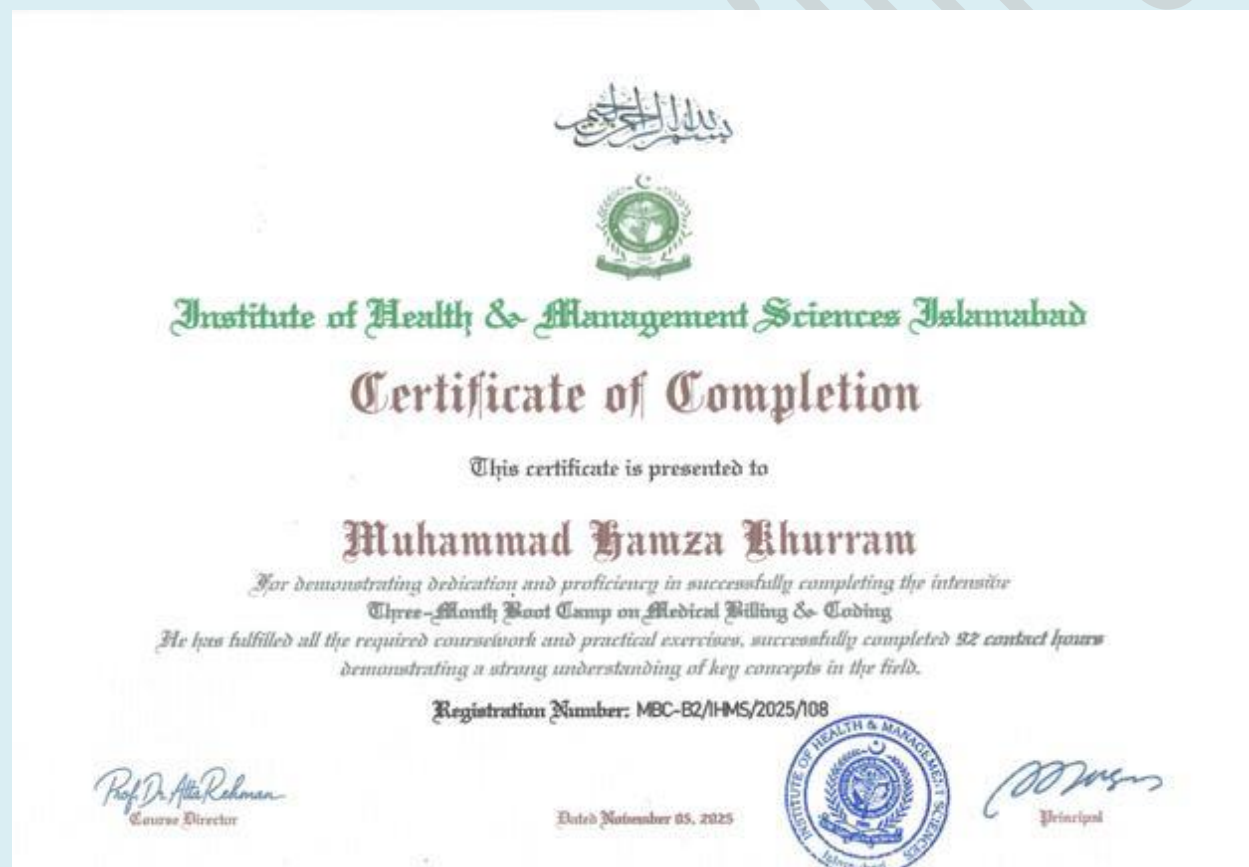 بسم الله الرحمن الرحيم
Institute of Health & Management Sciences Islamabad
Certificate of Completion
This certificate is presented to
Muhammad Hamza Khurram
For demonstrating dedication and proficiency in successfully completing the intensive
Three-Month Boot Camp on Medical Billing & Coding
He has fulfilled all the required coursework and practical exercises, successfully completed 92 contact hours
demonstrating a strong understanding of key concepts in the field.
Registration Number: MBC-B2/IHMS/2025/108
Prof. Dr. Atta Rehman
Course Director
Dated November 05, 2025
INSTITUTE OF HEALTH & MANAGEMENT SCIENCES
Islamabad
Principal